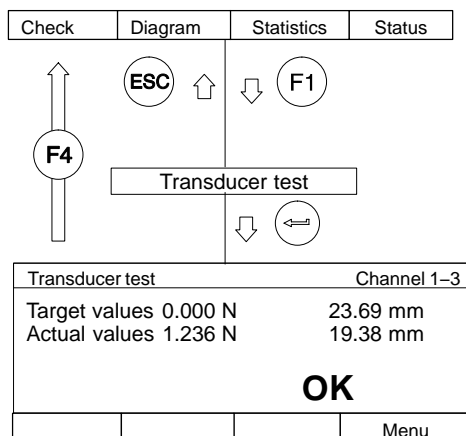 Check Diagram Statistics Status
ESC F1
F4
Transducer test
Transducer test Channel 1–3
Target values 0.000 N 23.69 mm
Actual values 1.236 N 19.38 mm
OK
Menu